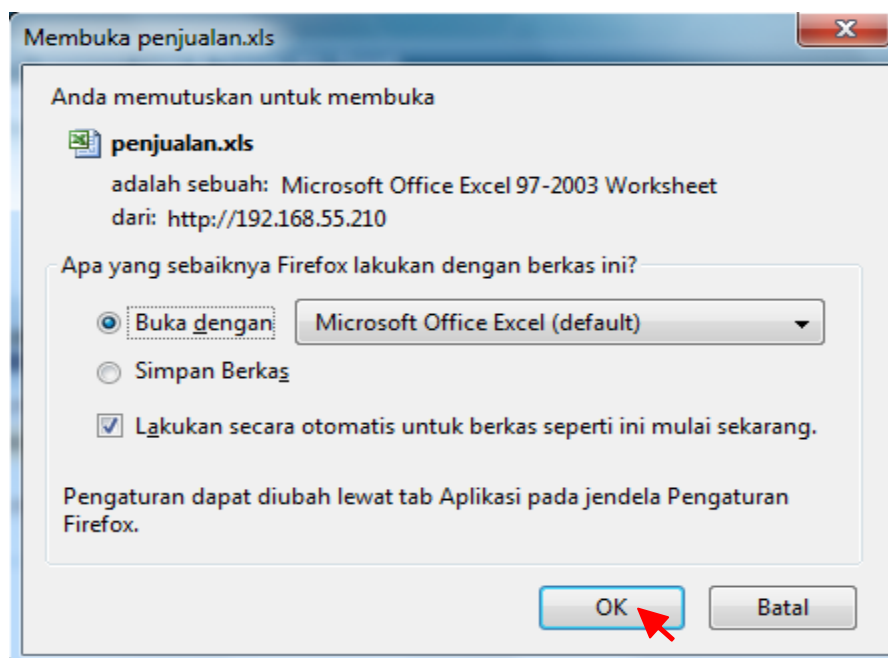 Membuka penjualan.xls
Anda memutuskan untuk membuka
penjualan.xls
adalah sebuah: Microsoft Office Excel 97-2003 Worksheet
dari: http://192.168.55.210
Apa yang sebaiknya Firefox lakukan dengan berkas ini?
Buka dengan Microsoft Office Excel (default)
Simpan Berkas
Lakukan secara otomatis untuk berkas seperti ini mulai sekarang.
Pengaturan dapat diubah lewat tab Aplikasi pada jendela Pengaturan
Firefox.
OK Batal